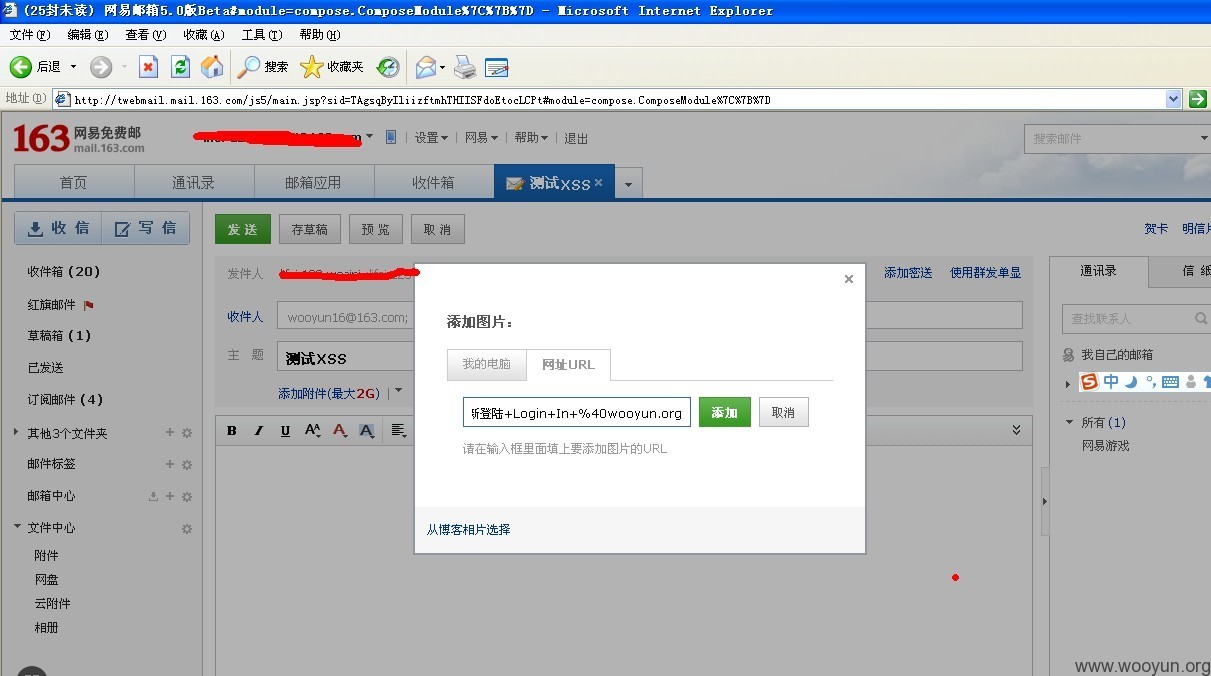 (25封未读) 网易邮箱5.0版Beta#module=compose.ComposeModule%7C%7B%7D - Microsoft Internet Explorer
文件(F) 编辑(E) 查看(V) 收藏(A) 工具(T) 帮助(H)
后退 搜索 收藏夹
地址(D) http://twebmail.mail.163.com/js5/main.jsp?sid=TAgsqByIliizftmhTHIISFdoEtocLCPt#module=compose.ComposeModule%7C%7B%7D
163 网易免费邮
mail.163.com
设置 | 网易 | 帮助 | 退出
搜索邮件
首页 通讯录 邮箱应用 收件箱 测试XSS ×
收 信 写 信
发 送 存草稿 预 览 取 消
贺卡 明信片
收件箱 (20)
红旗邮件
草稿箱 (1)
已发送
订阅邮件 (4)
其他3个文件夹
邮件标签
邮箱中心
文件中心
附件
网盘
云附件
相册
发件人
添加密送 使用群发单显
收件人 wooyun16@163.com;
主 题 测试XSS
添加附件(最大2G)
B I U AA A A
×
添加图片:
我的电脑 网址URL
登陆+Login+In+%40wooyun.org 添加 取消
请在输入框里面填上要添加图片的URL
从博客相片选择
通讯录 信 纸
查找联系人
我自己的邮箱
S 中
所有 (1)
网易游戏
www.wooyun.org